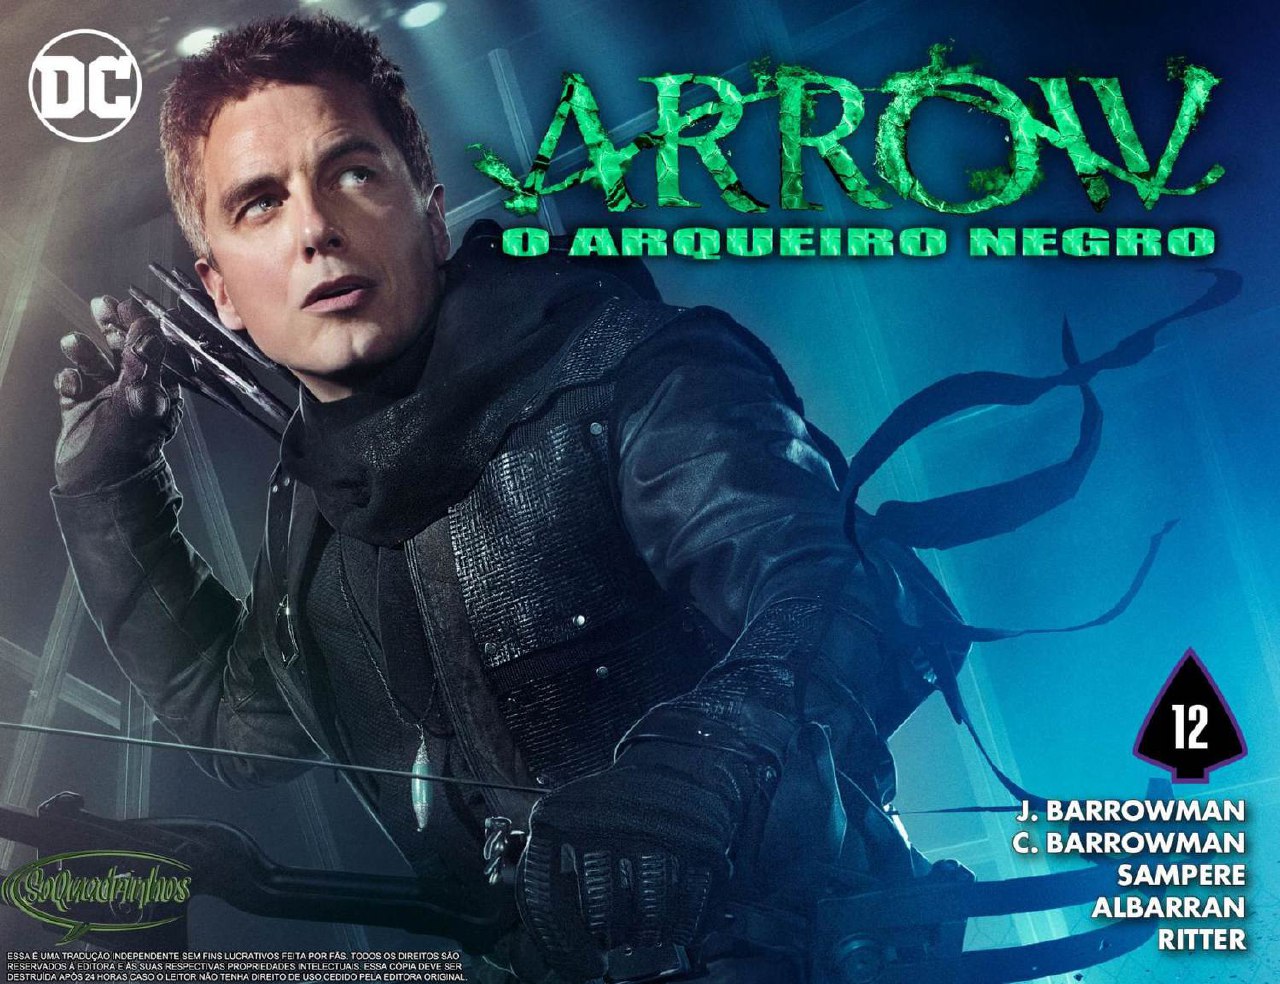 DC
ARROW
O ARQUEIRO NEGRO
12
J. BARROWMAN
C. BARROWMAN
SAMPERE
ALBARRAN
RITTER
SoQuadrinhos
ESSA É UMA TRADUÇÃO INDEPENDENTE SEM FINS LUCRATIVOS FEITA POR FÃS. TODOS OS DIREITOS SÃO
RESERVADOS À EDITORA E ÀS SUAS RESPECTIVAS PROPRIEDADES INTELECTUAIS. ESSA CÓPIA DEVE SER
DESTRUÍDA APÓS 24 HORAS CASO O LEITOR NÃO TENHA DIREITO DE USO CEDIDO PELA EDITORA ORIGINAL.